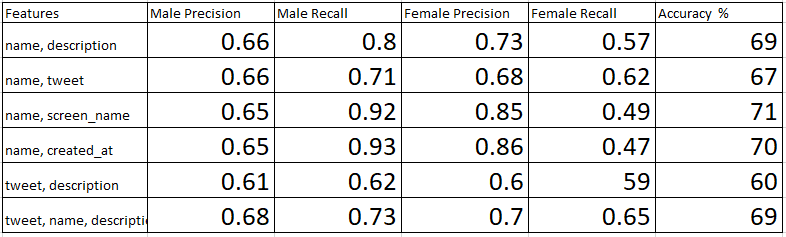 Features Male Precision Male Recall Female Precision Female Recall Accuracy %
name, description 0.66 0.8 0.73 0.57 69
name, tweet 0.66 0.71 0.68 0.62 67
name, screen_name 0.65 0.92 0.85 0.49 71
name, created_at 0.65 0.93 0.86 0.47 70
tweet, description 0.61 0.62 0.6 59 60
tweet, name, descripti 0.68 0.73 0.7 0.65 69